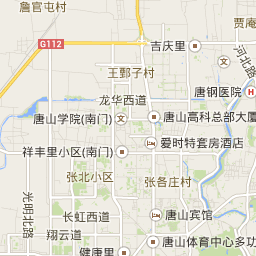 詹官屯村
贾庵
吉庆里
G112
河北路
王酄子村
唐钢医院
H
龙华西道
唐山学院(南门)
文
唐山高科总部大厦
爱时特套房酒店
祥丰里小区(南门)
张北小区
张各庄村
光明北路
长虹西道
唐山宾馆
翔云道
健康里
唐山体育中心多功